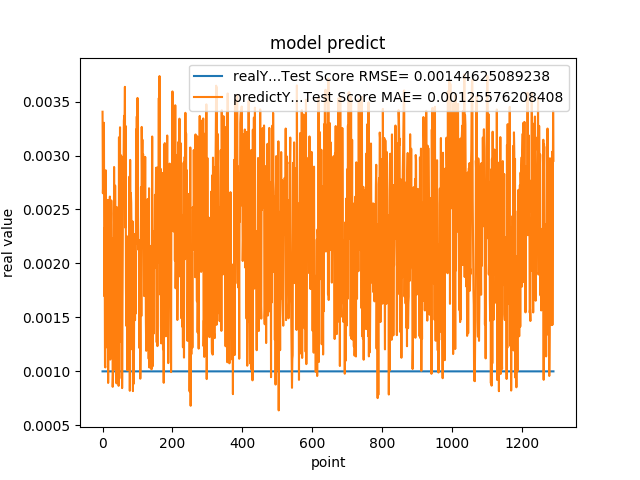 model predict
realY...Test Score RMSE= 0.00144625089238
predictY...Test Score MAE= 0.00125576208408
real value
0.0035
0.0030
0.0025
0.0020
0.0015
0.0010
0.0005
0
200
400
600
800
1000
1200
point